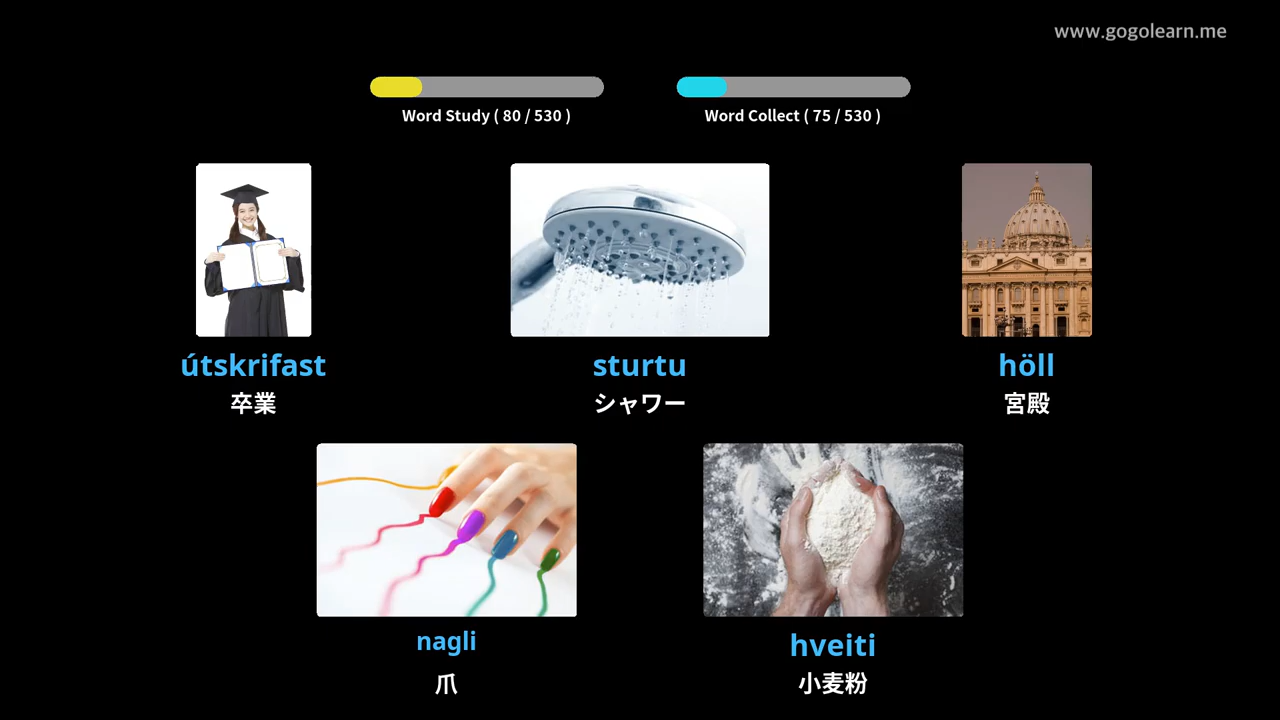 www.gogolearn.me
Word Study ( 80 / 530 )
Word Collect ( 75 / 530 )
útskrifast
卒業
sturtu
シャワー
höll
宮殿
nagli
爪
hveiti
小麦粉